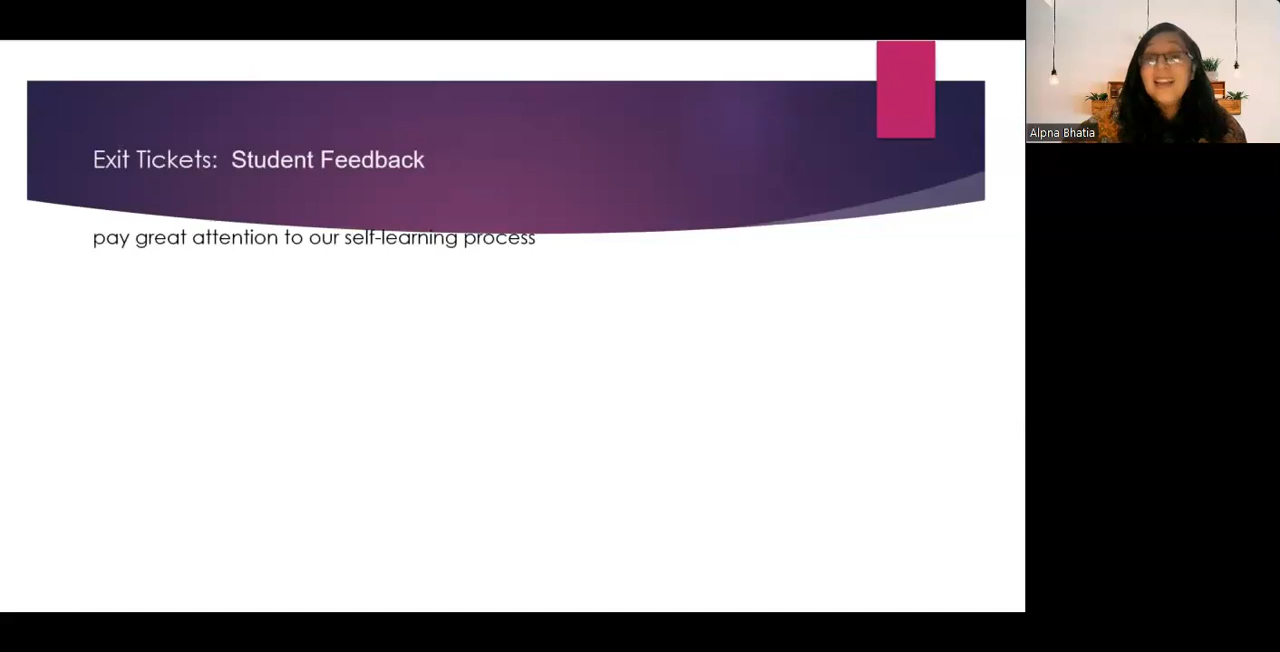 Exit Tickets: Student Feedback
pay great attention to our self-learning process
Alpna Bhatia